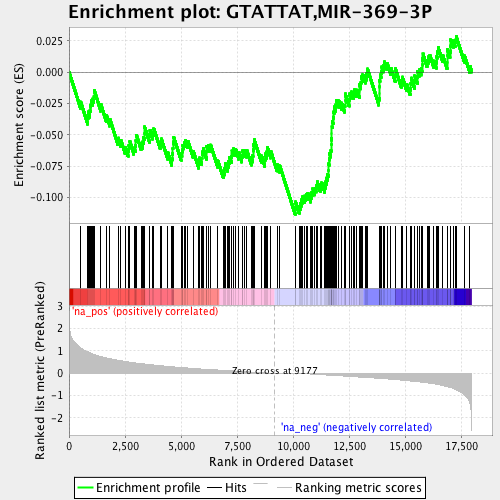 Enrichment plot: GTATTAT,MIR-369-3P
Enrichment score (ES)
0.025
0.000
-0.025
-0.050
-0.075
-0.100
'na_pos' (positively correlated)
Ranked list metric (PreRanked)
3
2
1
0
-1
-2
Zero cross at 9177
'na_neg' (negatively correlated)
0
2,500
5,000
7,500
10,000
12,500
15,000
17,500
Rank in Ordered Dataset
Enrichment profile
Hits
Ranking metric scores